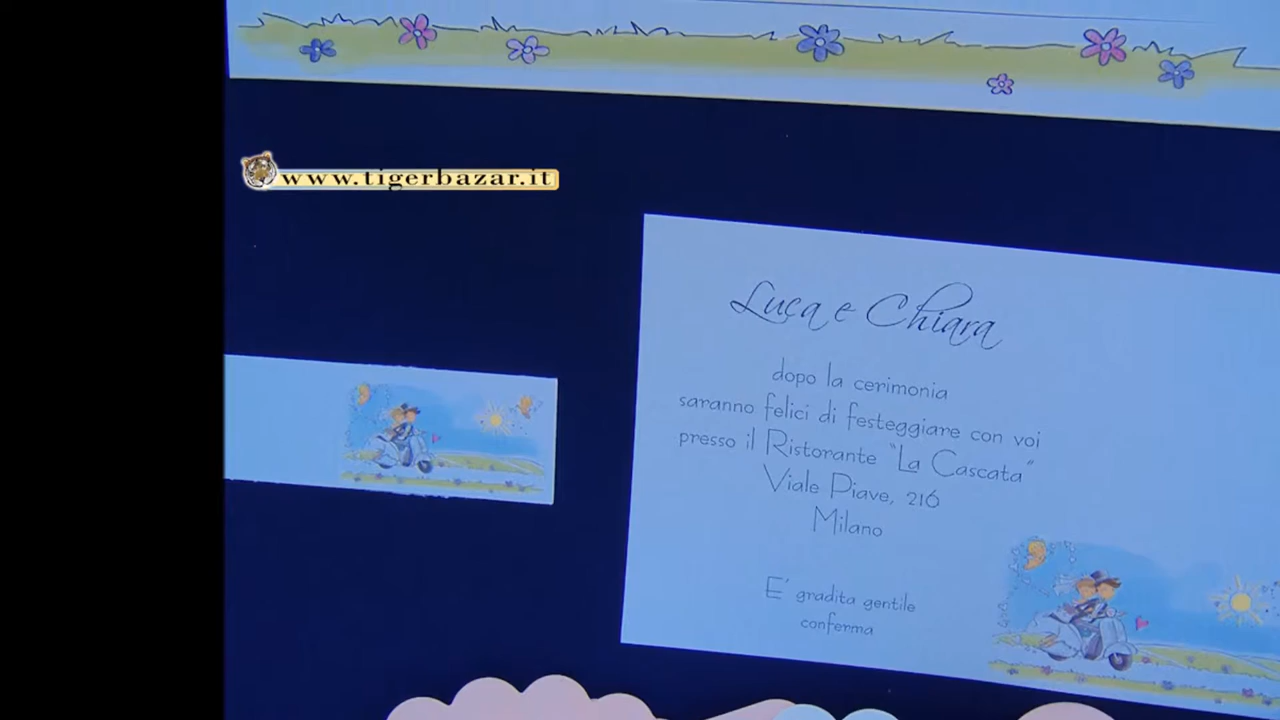 www.tigerbazar.it
Luca e Chiara
dopo la cerimonia
saranno felici di festeggiare con voi
presso il Ristorante "La Cascata"
Viale Piave, 216
Milano
E' gradita gentile
conferma